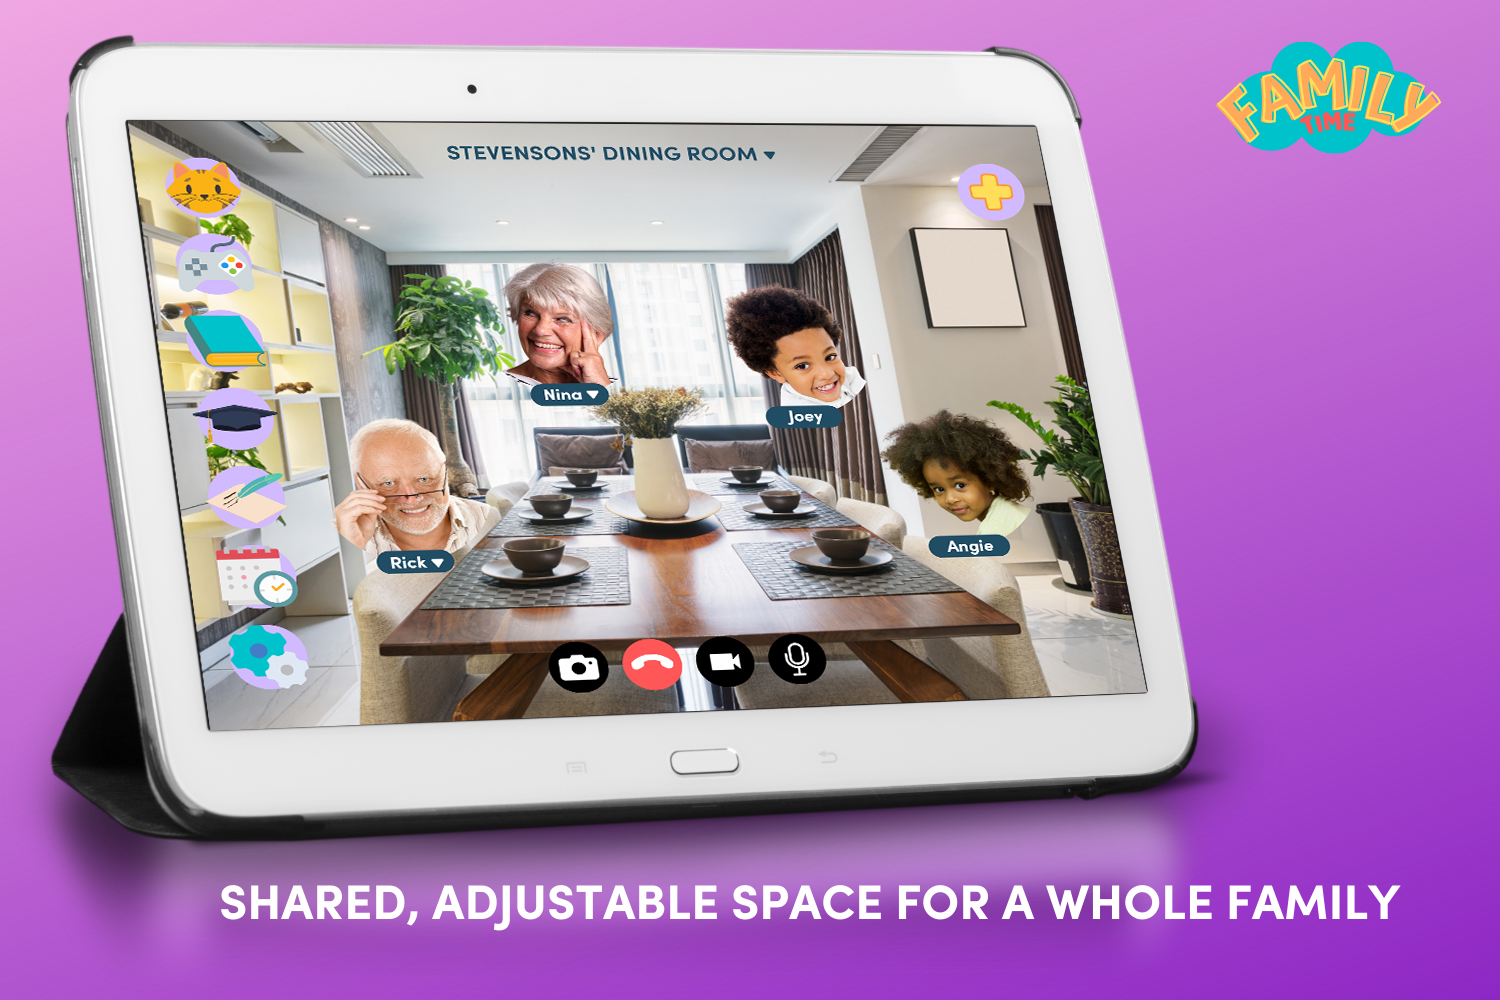 FAMILY
TIME
STEVENSONS' DINING ROOM
Nina
Joey
Angie
Rick
SHARED, ADJUSTABLE SPACE FOR A WHOLE FAMILY